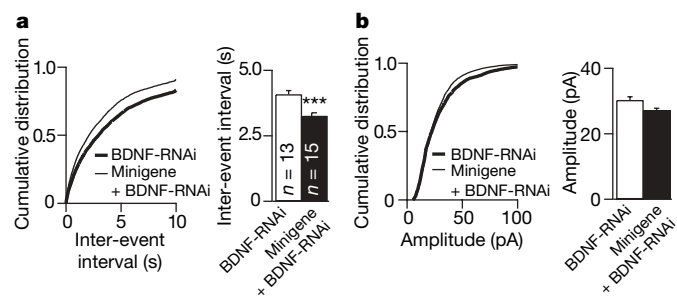 a
Cumulative distribution
1.0
0.5
0
0
5
10
Inter-event
interval (s)
BDNF-RNAi
Minigene
+ BDNF-RNAi
Inter-event interval (s)
5.0
2.5
0
***
n = 13
n = 15
BDNF-RNAi
Minigene
+ BDNF-RNAi
b
Cumulative distribution
1.0
0.5
0
0
50
100
Amplitude (pA)
BDNF-RNAi
Minigene
+ BDNF-RNAi
Amplitude (pA)
40
20
0
BDNF-RNAi
Minigene
+ BDNF-RNAi